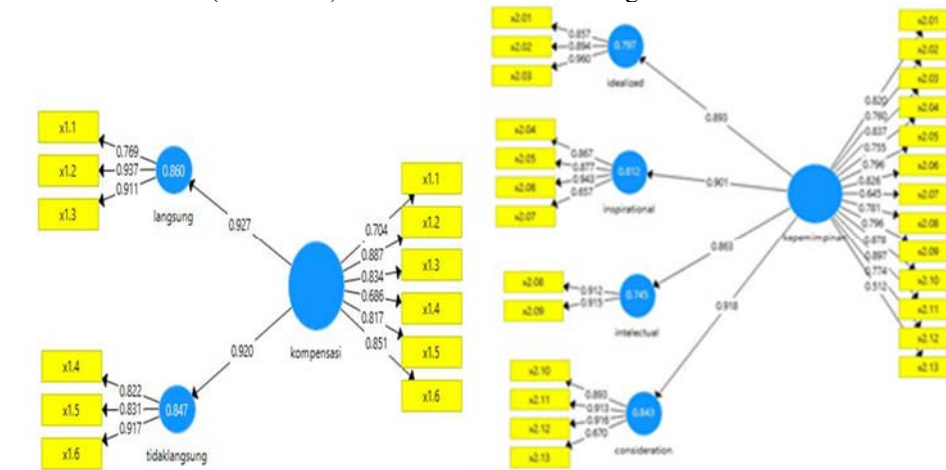 x1.1
x1.2
x1.3
0.769
0.937
0.911
0.860
langsung
0.927
x1.4
x1.5
x1.6
0.822
0.831
0.917
0.847
tidaklangsung
0.920
kompensasi
0.704
0.887
0.834
0.686
0.817
0.851
x1.1
x1.2
x1.3
x1.4
x1.5
x1.6
x2.01
x2.02
x2.03
0.857
0.894
0.960
0.797
idealized
0.893
x2.04
x2.05
x2.06
x2.07
0.867
0.877
0.943
0.657
0.812
inspirational
0.901
x2.08
x2.09
0.912
0.915
0.745
intelectual
0.863
x2.10
x2.11
x2.12
x2.13
0.893
0.913
0.916
0.670
0.843
consideration
0.918
kepemimpinan
0.820
0.760
0.837
0.755
0.796
0.826
0.645
0.781
0.796
0.878
0.897
0.774
0.512
x2.01
x2.02
x2.03
x2.04
x2.05
x2.06
x2.07
x2.08
x2.09
x2.10
x2.11
x2.12
x2.13